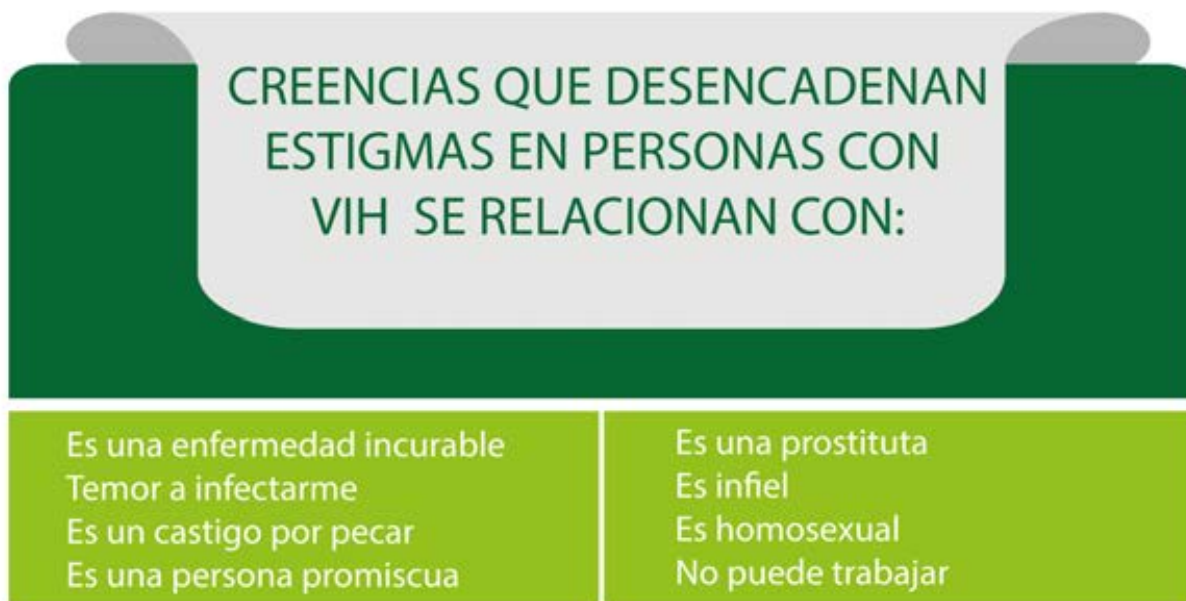 CREENCIAS QUE DESENCADENAN
ESTIGMAS EN PERSONAS CON
VIH SE RELACIONAN CON:
Es una enfermedad incurable
Temor a infectarme
Es un castigo por pecar
Es una persona promiscua
Es una prostituta
Es infiel
Es homosexual
No puede trabajar